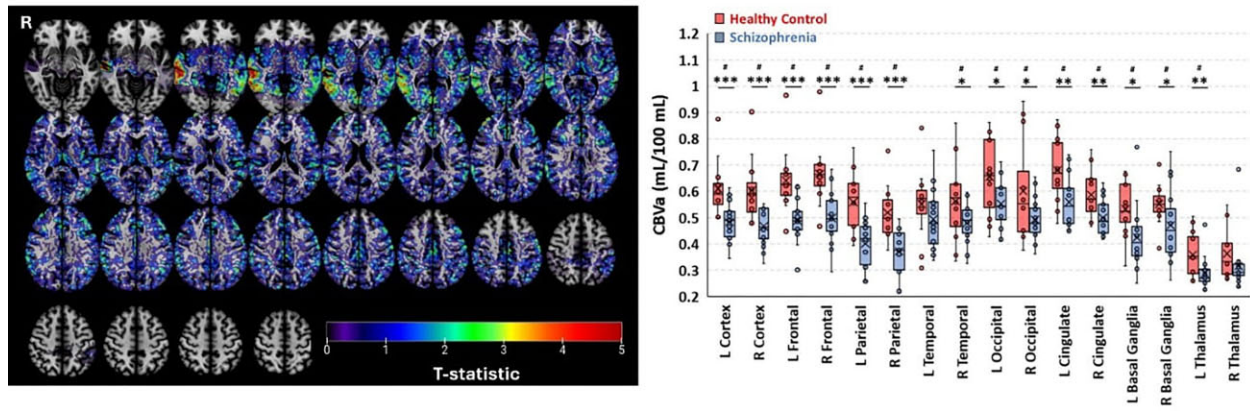 R
0 1 2 3 4 5
T-statistic
Healthy Control
Schizophrenia
CBVa (mL/100 mL)
1.2
1.1
1
0.9
0.8
0.7
0.6
0.5
0.4
0.3
0.2
# # # # # # # # # # # # #
*** *** *** *** *** *** * * * ** ** * * **
L Cortex
R Cortex
L Frontal
R Frontal
L Parietal
R Parietal
L Temporal
R Temporal
L Occipital
R Occipital
L Cingulate
R Cingulate
L Basal Ganglia
R Basal Ganglia
L Thalamus
R Thalamus